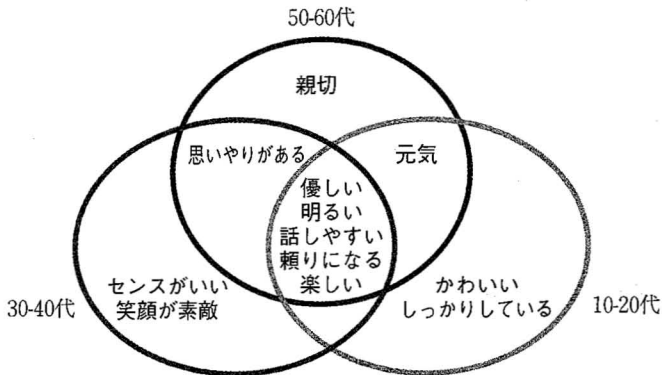 50-60代
親切
思いやりがある
元気
優しい
明るい
話しやすい
頼りになる
楽しい
センスがいい
笑顔が素敵
かわいい
しっかりしている
30-40代
10-20代